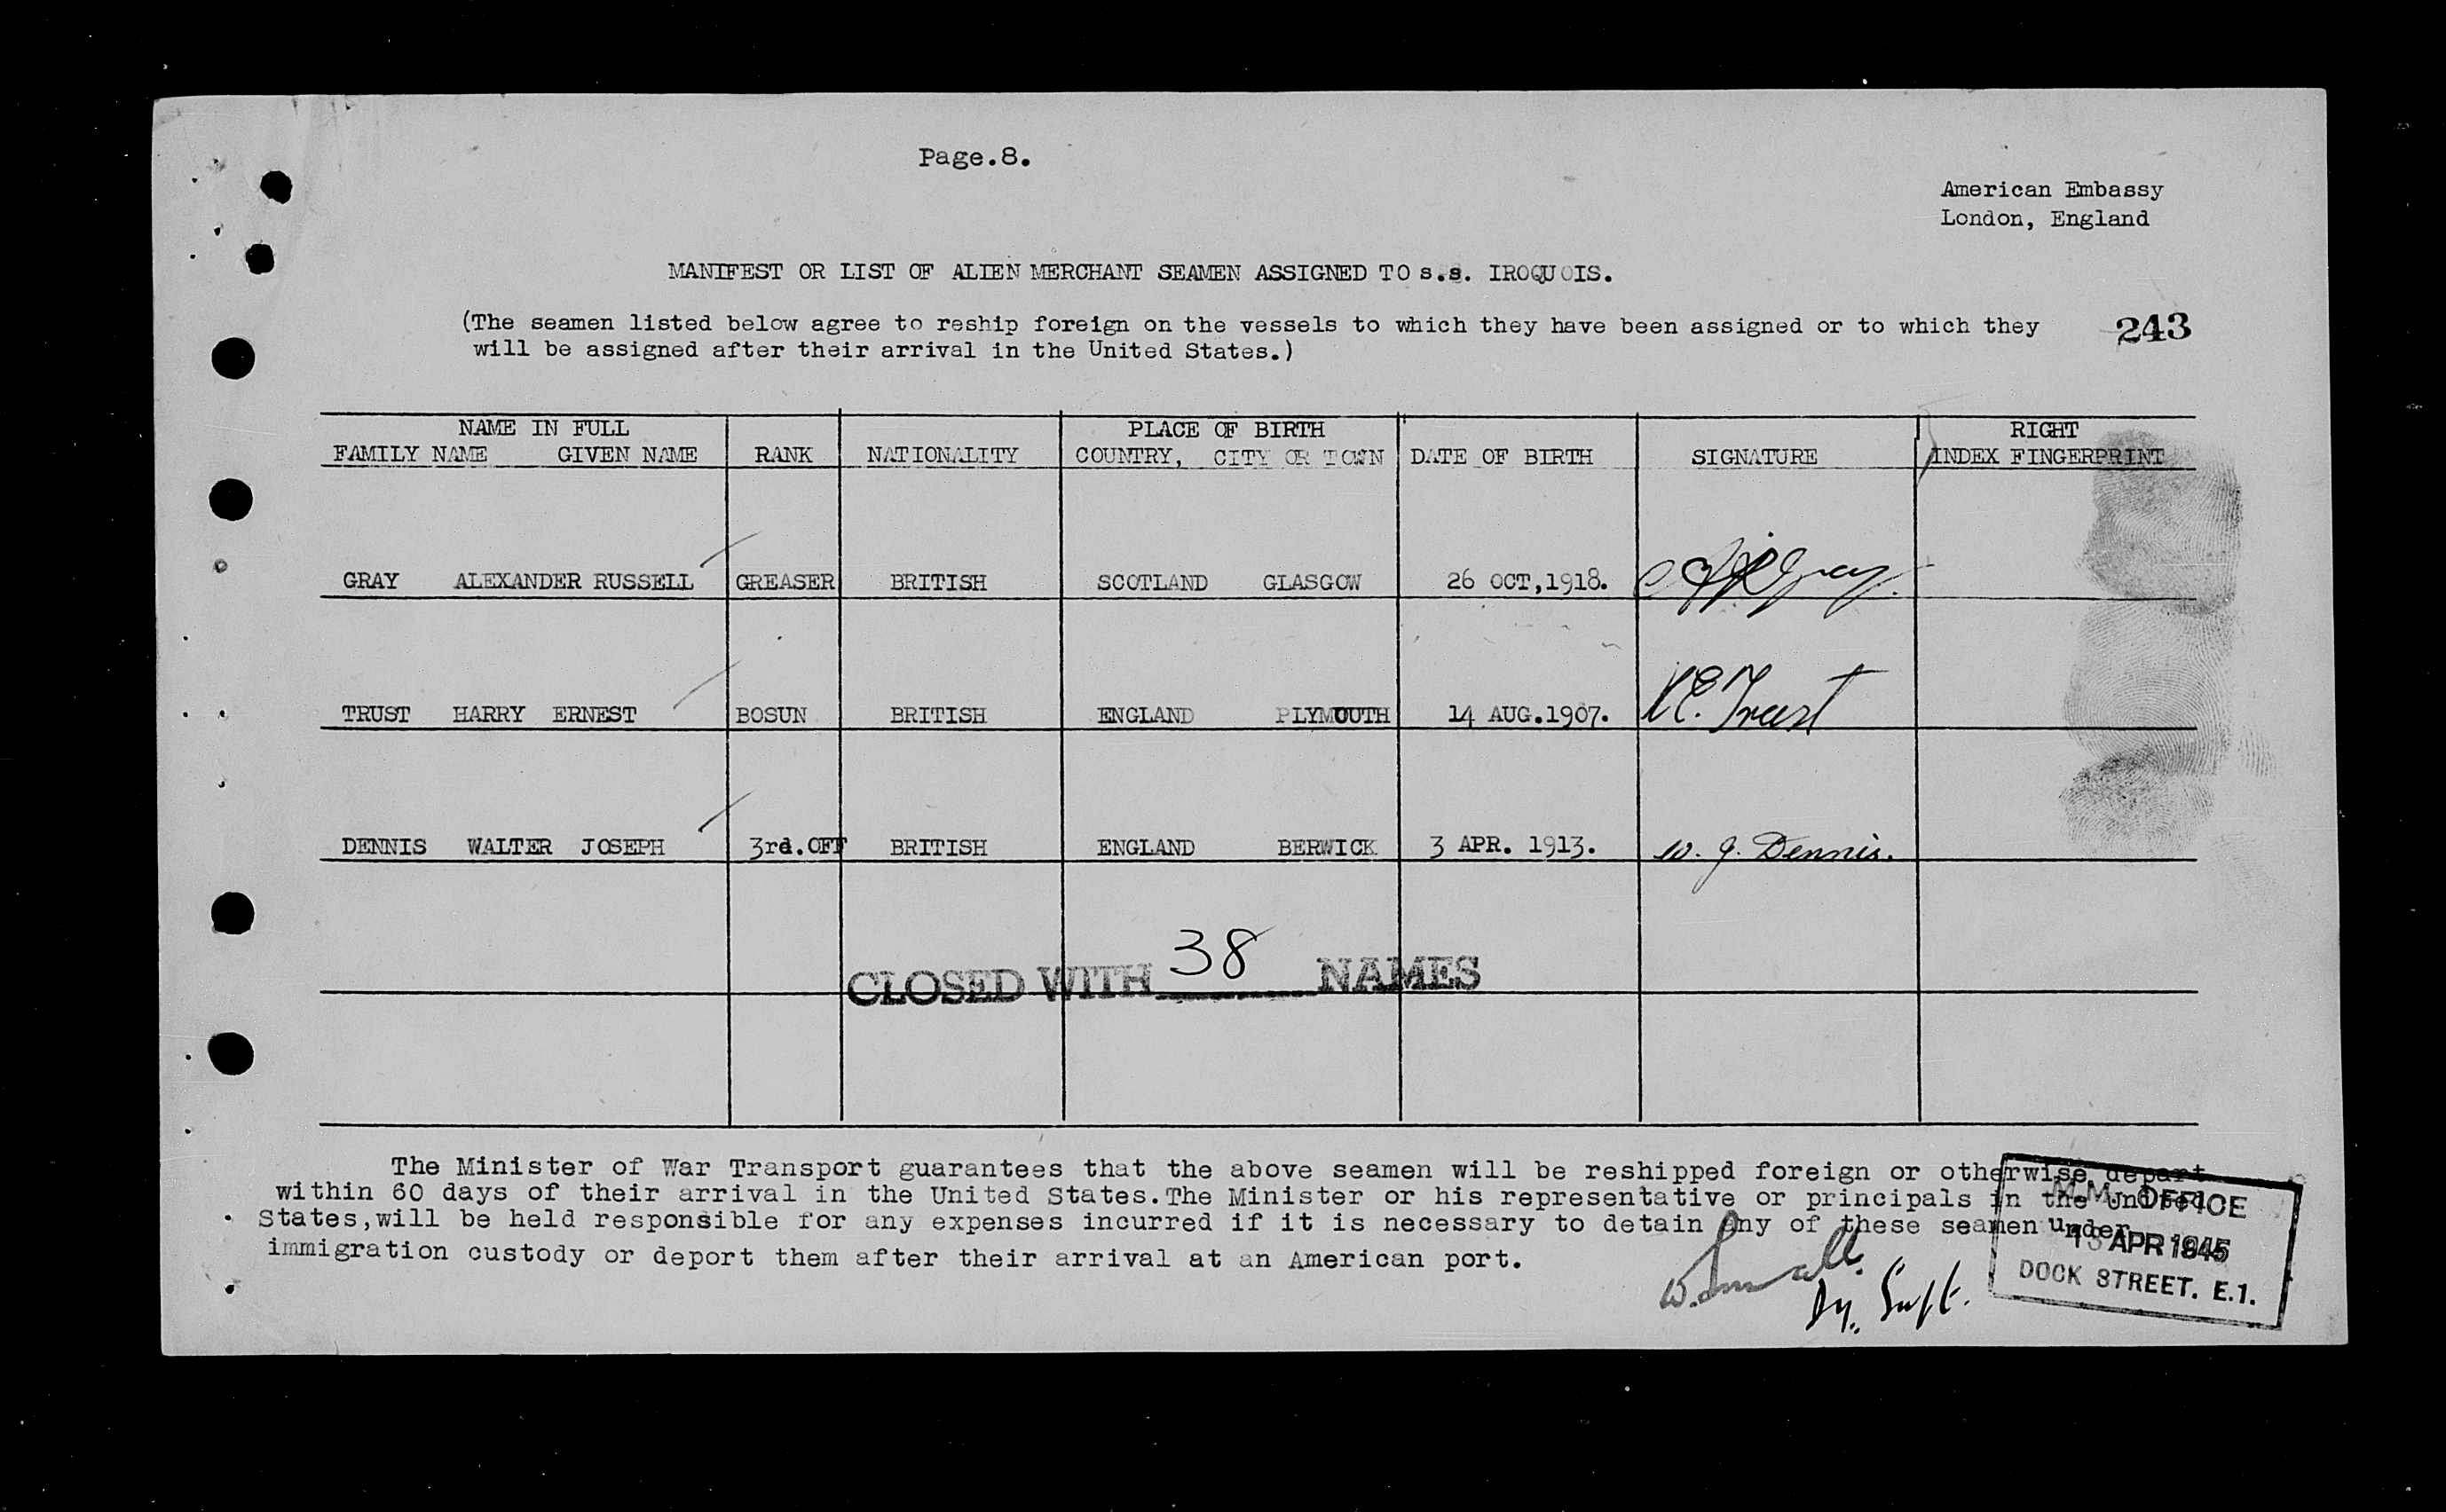 Page.8.
American Embassy
London, England
MANIFEST OR LIST OF ALIEN MERCHANT SEAMEN ASSIGNED TO s.s. IROQUOIS.
(The seamen listed below agree to reship foreign on the vessels to which they have been assigned or to which they
will be assigned after their arrival in the United States.)
243
NAME IN FULL PLACE OF BIRTH RIGHT
FAMILY NAME GIVEN NAME RANK NATIONALITY COUNTRY, CITY OR TOWN DATE OF BIRTH SIGNATURE INDEX FINGERPRINT
GRAY ALEXANDER RUSSELL GREASER BRITISH SCOTLAND GLASGOW 26 OCT,1918. A R Gray.
TRUST HARRY ERNEST BOSUN BRITISH ENGLAND PLYMOUTH 14 AUG.1907. H.E. Trust
DENNIS WALTER JOSEPH 3rd.OFF BRITISH ENGLAND BERWICK 3 APR. 1913. W. J. Dennis.
CLOSED WITH 38 NAMES
The Minister of War Transport guarantees that the above seamen will be reshipped foreign or otherwise depart
within 60 days of their arrival in the United States.The Minister or his representative or principals in the United
States,will be held responsible for any expenses incurred if it is necessary to detain any of these seamen under
immigration custody or deport them after their arrival at an American port.
M.M. OFFICE
APR 1945
DOCK STREET. E.1.
Dy. Supt.